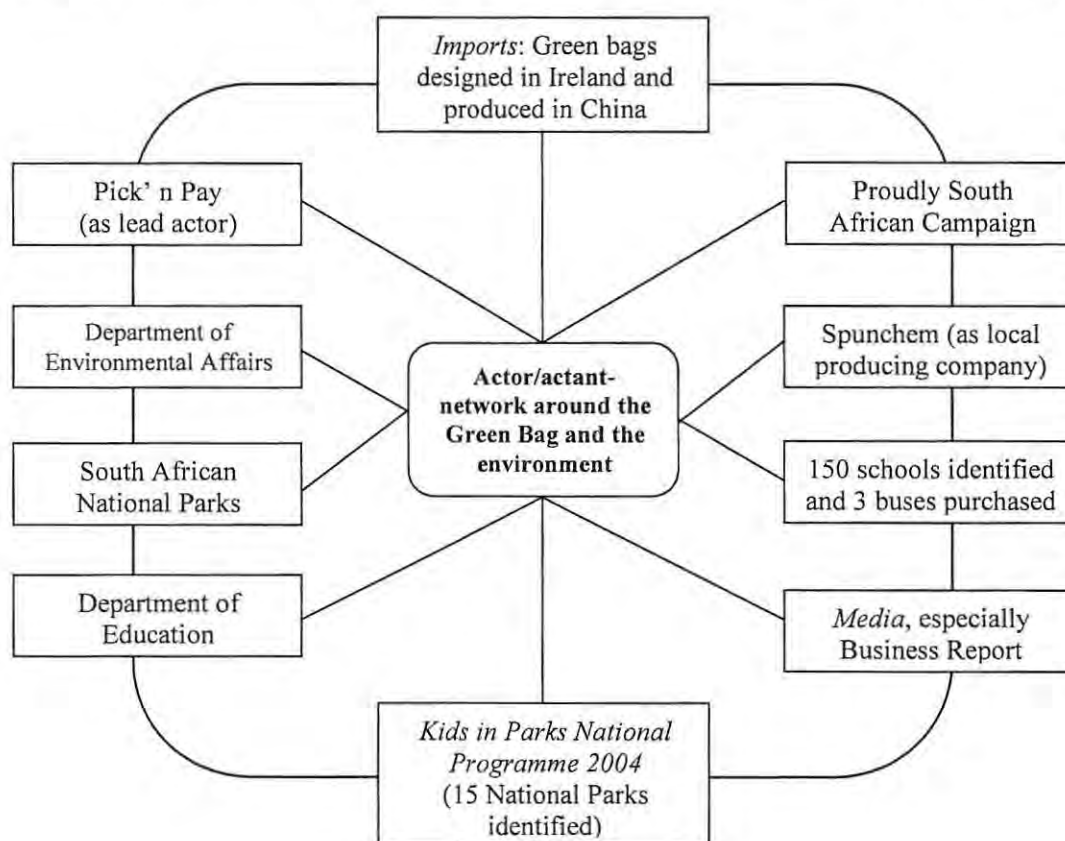 Imports: Green bags
designed in Ireland and
produced in China
Pick' n Pay
(as lead actor)
Proudly South
African Campaign
Department of
Environmental Affairs
Spunchem (as local
producing company)
Actor/actant-
network around the
Green Bag and the
environment
South African
National Parks
150 schools identified
and 3 buses purchased
Department of
Education
Media, especially
Business Report
Kids in Parks National
Programme 2004
(15 National Parks
identified)